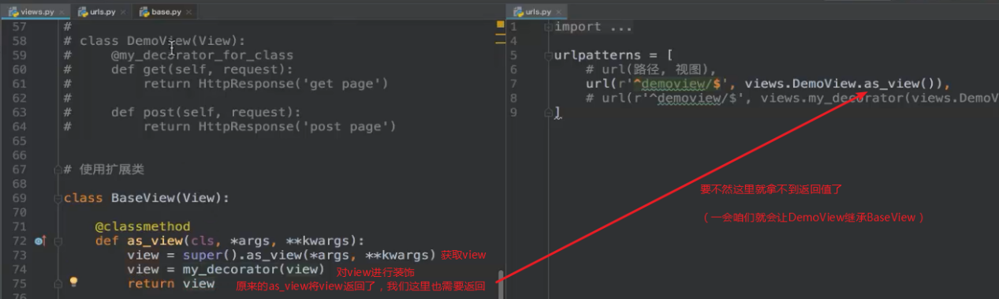 views.py
urls.py
base.py
57 #
58 # class DemoView(View):
59 #     @my_decorator_for_class
60 #     def get(self, request):
61 #         return HttpResponse('get page')
62 #
63 #     def post(self, request):
64 #         return HttpResponse('post page')
65
66
67 # 使用扩展类
68
69 class BaseView(View):
70
71     @classmethod
72     def as_view(cls, *args, **kwargs):
73         view = super().as_view(*args, **kwargs) 获取view
74         view = my_decorator(view) 对view进行装饰
75         return view 原来的as_view将view返回了，我们这里也需要返回
urls.py
1 import ...
4
5 urlpatterns = [
6     # url(路径, 视图),
7     url(r'^demoview/$', views.DemoView.as_view()),
8     # url(r'^demoview/$', views.my_decorator(views.DemoV
9 ]
要不然这里就拿不到返回值了
（一会咱们就会让DemoView继承BaseView）